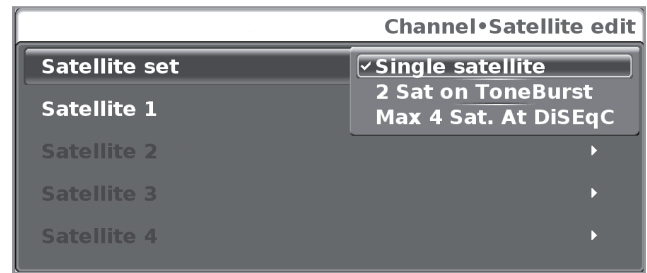 Channel•Satellite edit
Satellite set
✓Single satellite
2 Sat on ToneBurst
Max 4 Sat. At DiSEqC
Satellite 1
Satellite 2
Satellite 3
Satellite 4